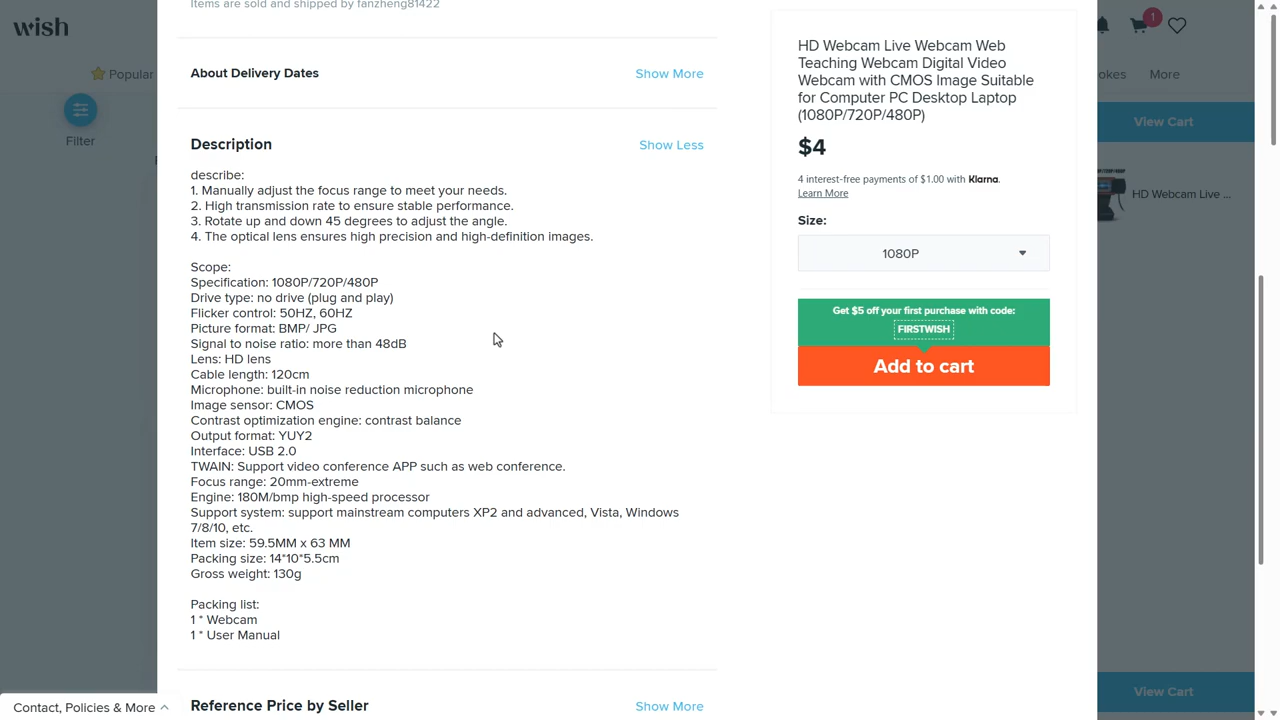 Items are sold and shipped by fanzheng81422
wish
1
Popular
okes
More
Filter
View Cart
HD Webcam Live ...
About Delivery Dates
Show More
Description
Show Less
describe:
1. Manually adjust the focus range to meet your needs.
2. High transmission rate to ensure stable performance.
3. Rotate up and down 45 degrees to adjust the angle.
4. The optical lens ensures high precision and high-definition images.
Scope:
Specification: 1080P/720P/480P
Drive type: no drive (plug and play)
Flicker control: 50HZ, 60HZ
Picture format: BMP/ JPG
Signal to noise ratio: more than 48dB
Lens: HD lens
Cable length: 120cm
Microphone: built-in noise reduction microphone
Image sensor: CMOS
Contrast optimization engine: contrast balance
Output format: YUY2
Interface: USB 2.0
TWAIN: Support video conference APP such as web conference.
Focus range: 20mm-extreme
Engine: 180M/bmp high-speed processor
Support system: support mainstream computers XP2 and advanced, Vista, Windows
7/8/10, etc.
Item size: 59.5MM x 63 MM
Packing size: 14*10*5.5cm
Gross weight: 130g
Packing list:
1 * Webcam
1 * User Manual
Reference Price by Seller
Show More
HD Webcam Live Webcam Web
Teaching Webcam Digital Video
Webcam with CMOS Image Suitable
for Computer PC Desktop Laptop
(1080P/720P/480P)
$4
4 interest-free payments of $1.00 with Klarna.
Learn More
Size:
1080P
Get $5 off your first purchase with code:
FIRSTWISH
Add to cart
View Cart
Contact, Policies & More